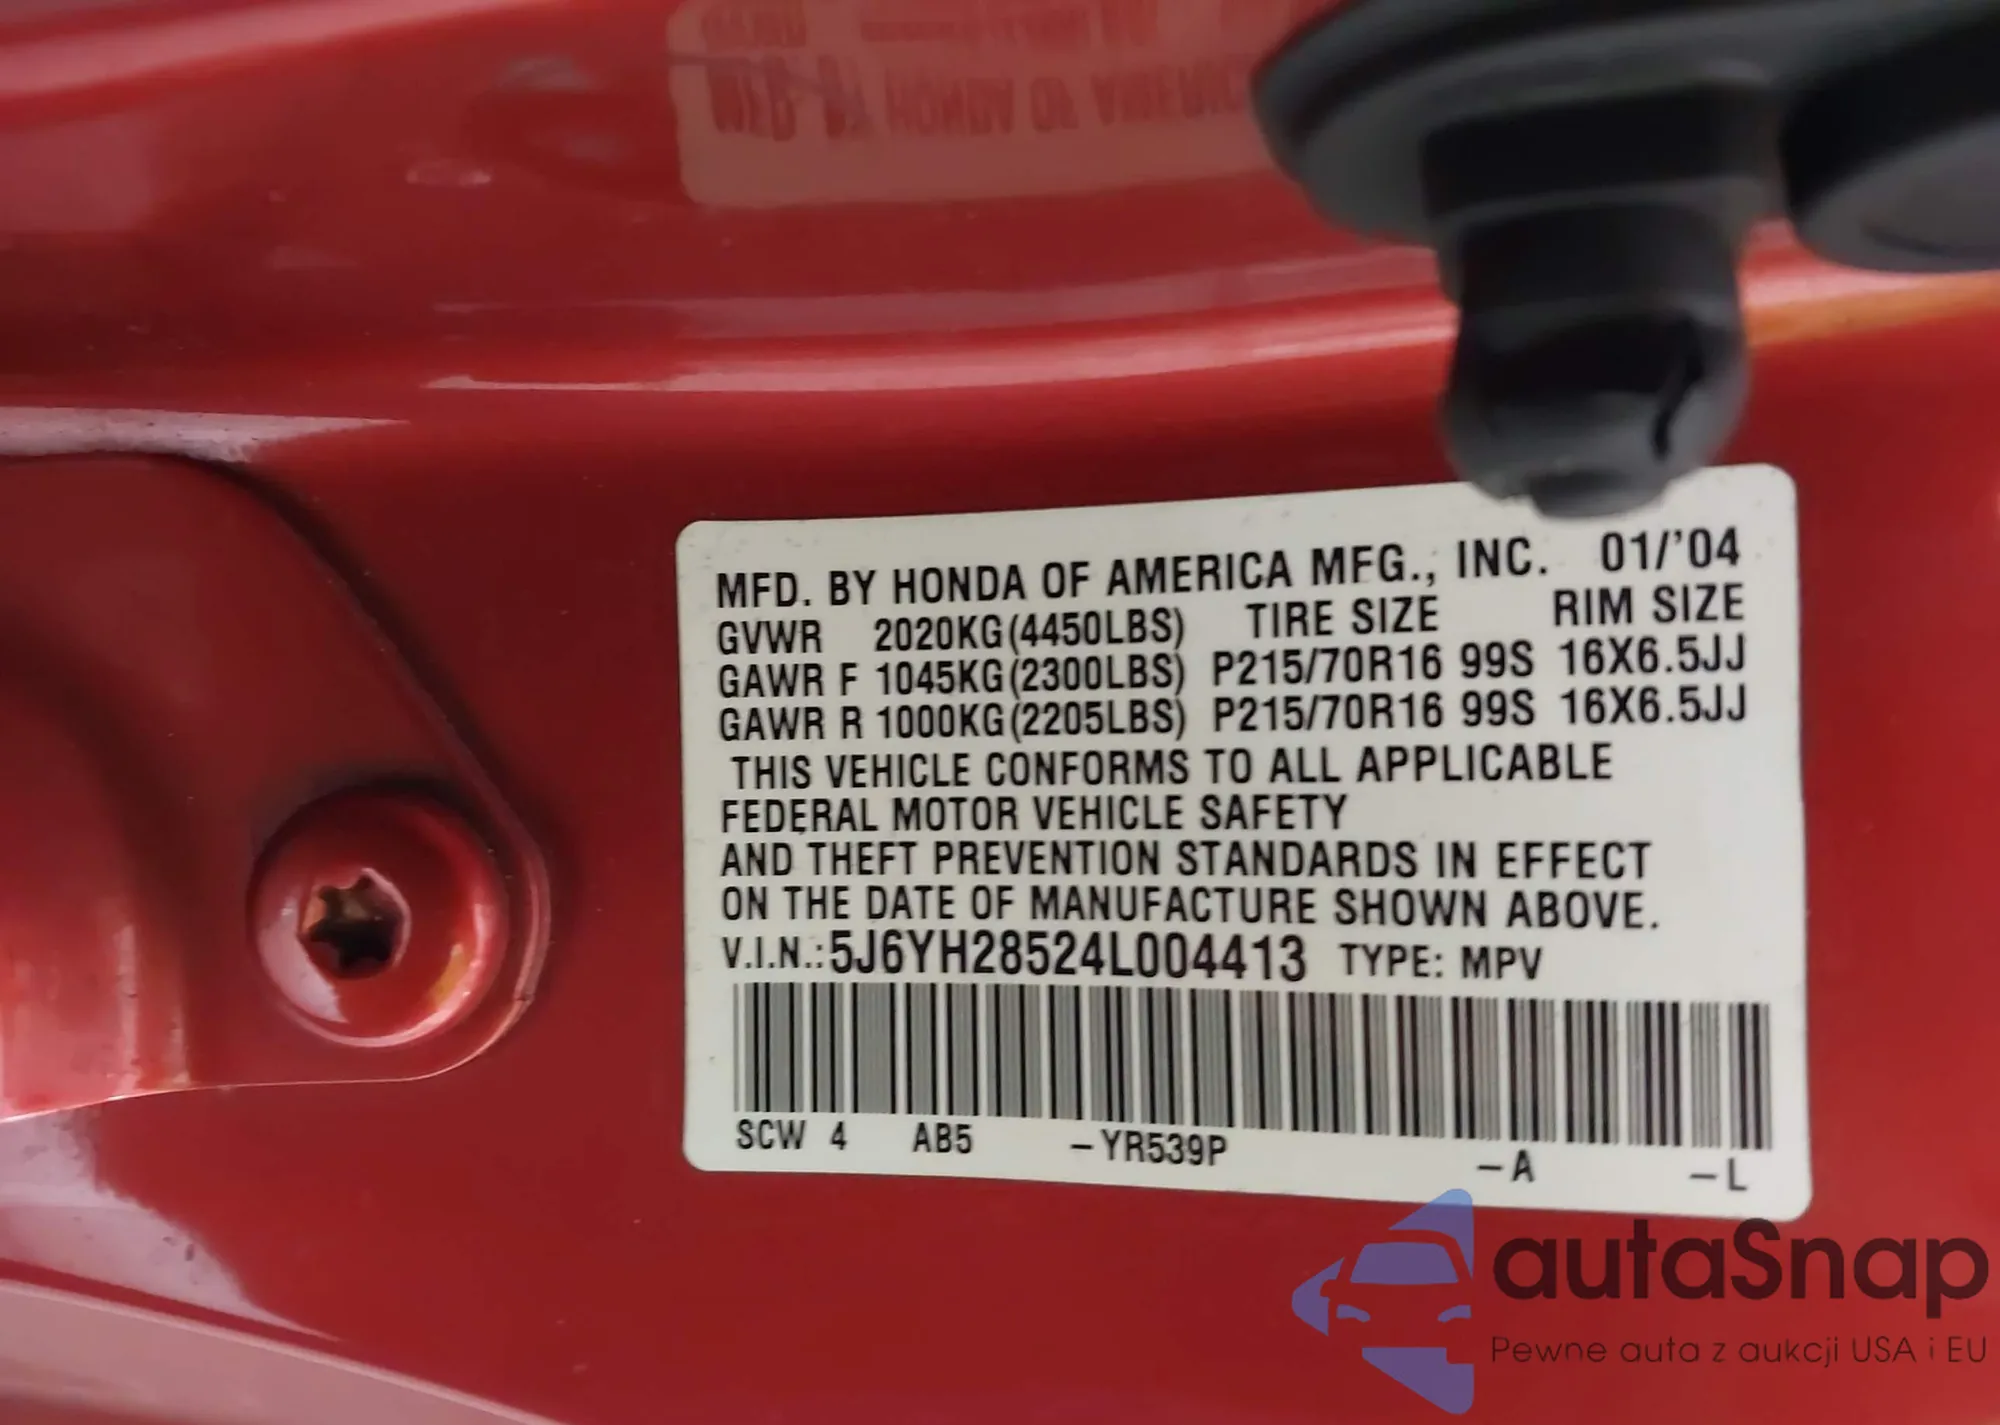 MFD. BY HONDA OF AMERICA MFG., INC. 01/'04
GVWR 2020KG(4450LBS) TIRE SIZE RIM SIZE
GAWR F 1045KG(2300LBS) P215/70R16 99S 16X6.5JJ
GAWR R 1000KG(2205LBS) P215/70R16 99S 16X6.5JJ
THIS VEHICLE CONFORMS TO ALL APPLICABLE
FEDERAL MOTOR VEHICLE SAFETY
AND THEFT PREVENTION STANDARDS IN EFFECT
ON THE DATE OF MANUFACTURE SHOWN ABOVE.
V.I.N.:5J6YH28524L004413 TYPE: MPV
SCW 4 AB5 -YR539P -A -L
autaSnap
Pewne auta z aukcji USA i EU